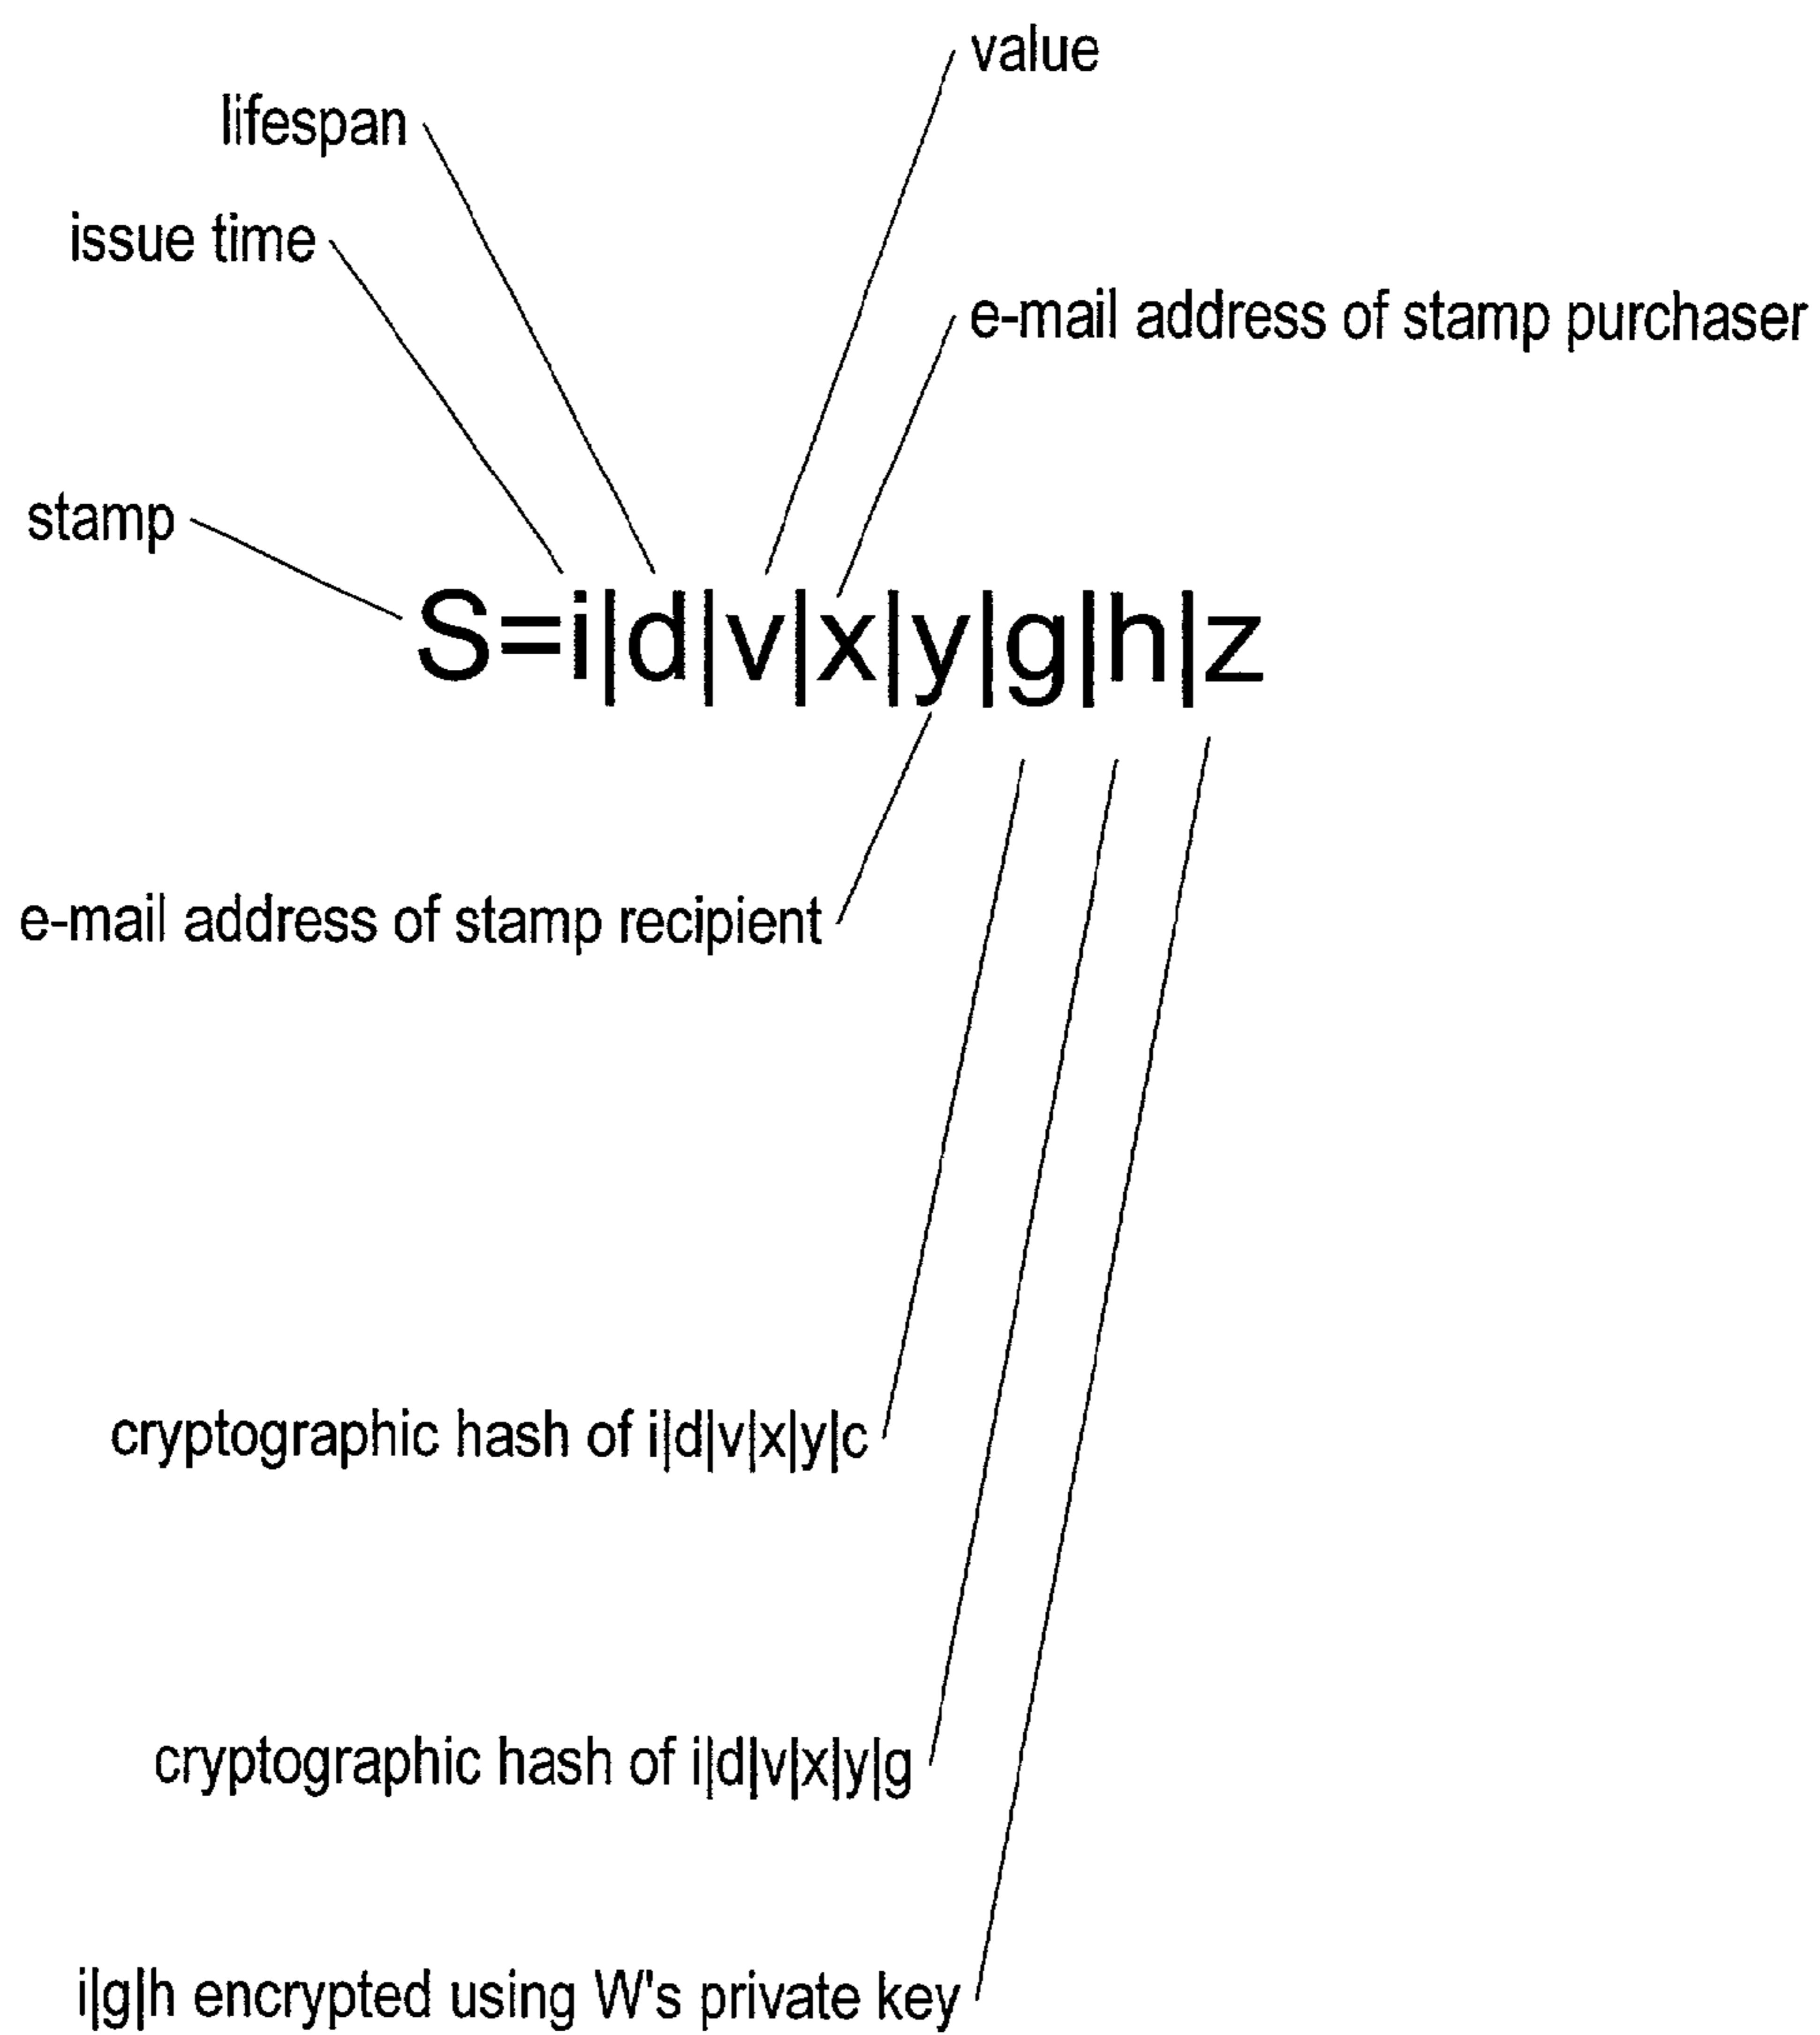 value
lifespan
issue time
e-mail address of stamp purchaser
stamp
S=i|d|v|x|y|g|h|z
e-mail address of stamp recipient
cryptographic hash of i|d|v|x|y|c
cryptographic hash of i|d|v|x|y|g
i|g|h encrypted using W's private key